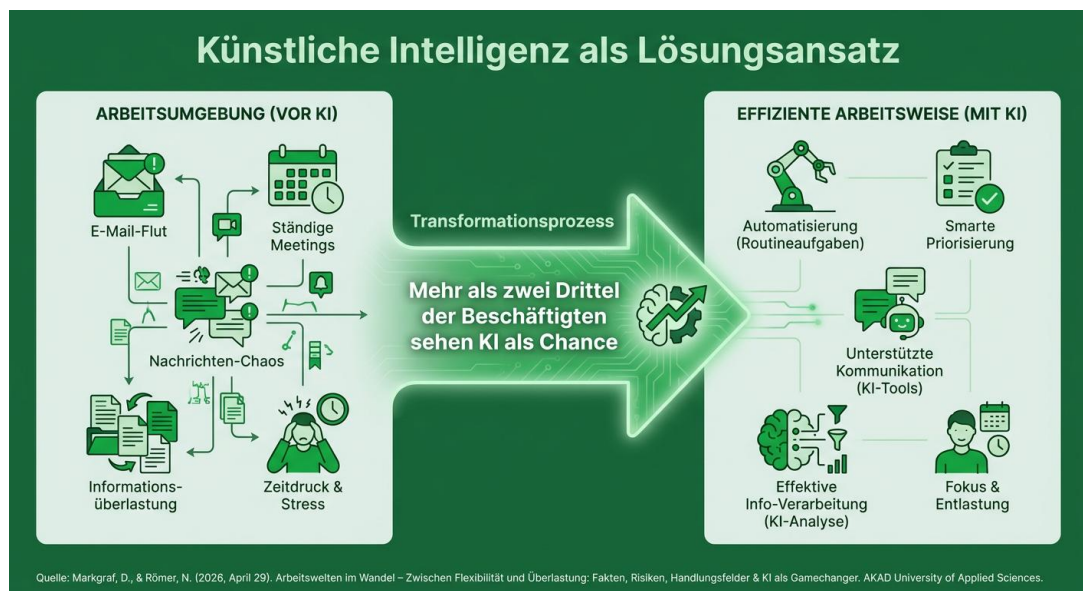 Künstliche Intelligenz als Lösungsansatz
ARBEITSUMGEBUNG (VOR KI)
E-Mail-Flut
Ständige
Meetings
Nachrichten-Chaos
Informations-
überlastung
Zeitdruck &
Stress
Transformationsprozess
Mehr als zwei Drittel
der Beschäftigten
sehen KI als Chance
EFFIZIENTE ARBEITSWEISE (MIT KI)
Automatisierung
(Routineaufgaben)
Smarte
Priorisierung
Unterstützte
Kommunikation
(KI-Tools)
Effektive
Info-Verarbeitung
(KI-Analyse)
Fokus &
Entlastung
Quelle: Markgraf, D., & Römer, N. (2026, April 29). Arbeitswelten im Wandel – Zwischen Flexibilität und Überlastung: Fakten, Risiken, Handlungsfelder & KI als Gamechanger. AKAD University of Applied Sciences.